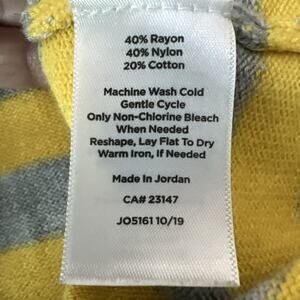 40% Rayon
40% Nylon
20% Cotton
Machine Wash Cold
Gentle Cycle
Only Non-Chlorine Bleach
When Needed
Reshape, Lay Flat To Dry
Warm Iron, If Needed
Made In Jordan
CA# 23147
JO5161 10/19